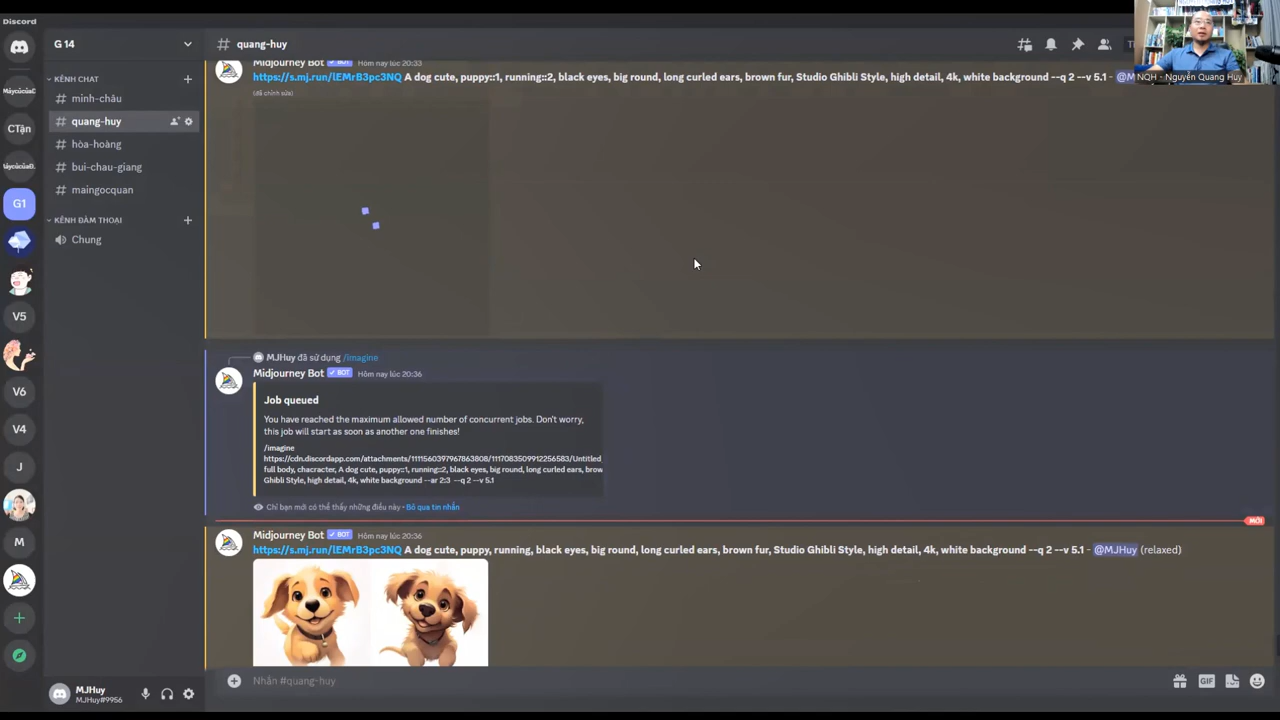 Discord
G 14
quang-huy
KÊNH CHAT
minh-châu
CTận
quang-huy
hòa-hoàng
bui-chau-giang
maingocquan
G1
KÊNH ĐÀM THOẠI
Chung
V5
V6
V4
J
M
MJHuy
MJHuy#9956
NQH - Nguyễn Quang Huy
Midjourney Bot BOT Hôm nay lúc 20:33
https://s.mj.run/lEMrB3pc3NQ A dog cute, puppy::1, running::2, black eyes, big round, long curled ears, brown fur, Studio Ghibli Style, high detail, 4k, white background --q 2 --v 5.1 - @M
(đã chỉnh sửa)
MJHuy đã sử dụng /imagine
Midjourney Bot BOT Hôm nay lúc 20:36
Job queued
You have reached the maximum allowed number of concurrent jobs. Don't worry,
this job will start as soon as another one finishes!
/imagine
https://cdn.discordapp.com/attachments/1111560397967863808/1117083509912256583/Untitled
full body, chacracter, A dog cute, puppy::1, running::2, black eyes, big round, long curled ears, brow
Ghibli Style, high detail, 4k, white background --ar 2:3 --q 2 --v 5.1
Chỉ bạn mới có thể thấy những điều này • Bỏ qua tin nhắn
MỚI
Midjourney Bot BOT Hôm nay lúc 20:36
https://s.mj.run/lEMrB3pc3NQ A dog cute, puppy, running, black eyes, big round, long curled ears, brown fur, Studio Ghibli Style, high detail, 4k, white background --q 2 --v 5.1 - @MJHuy (relaxed)
Nhắn #quang-huy
GIF